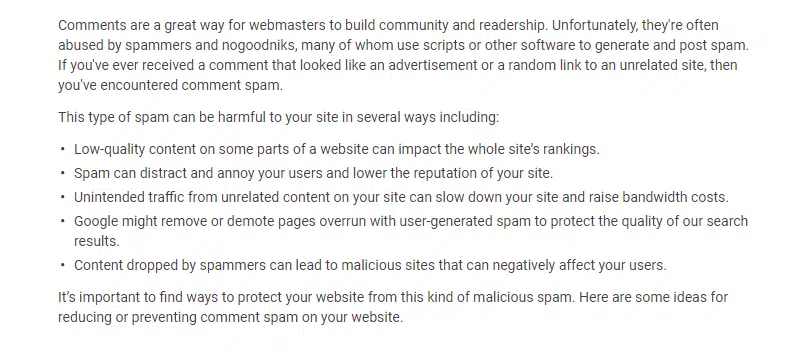 Comments are a great way for webmasters to build community and readership. Unfortunately, they're often
abused by spammers and nogoodniks, many of whom use scripts or other software to generate and post spam.
If you've ever received a comment that looked like an advertisement or a random link to an unrelated site, then
you've encountered comment spam.
This type of spam can be harmful to your site in several ways including:
• Low-quality content on some parts of a website can impact the whole site's rankings.
• Spam can distract and annoy your users and lower the reputation of your site.
• Unintended traffic from unrelated content on your site can slow down your site and raise bandwidth costs.
• Google might remove or demote pages overrun with user-generated spam to protect the quality of our search
results.
• Content dropped by spammers can lead to malicious sites that can negatively affect your users.
It's important to find ways to protect your website from this kind of malicious spam. Here are some ideas for
reducing or preventing comment spam on your website.